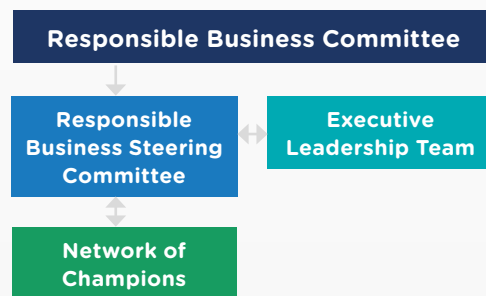 Responsible Business Committee
Responsible
Business Steering
Committee
Executive
Leadership Team
Network of
Champions